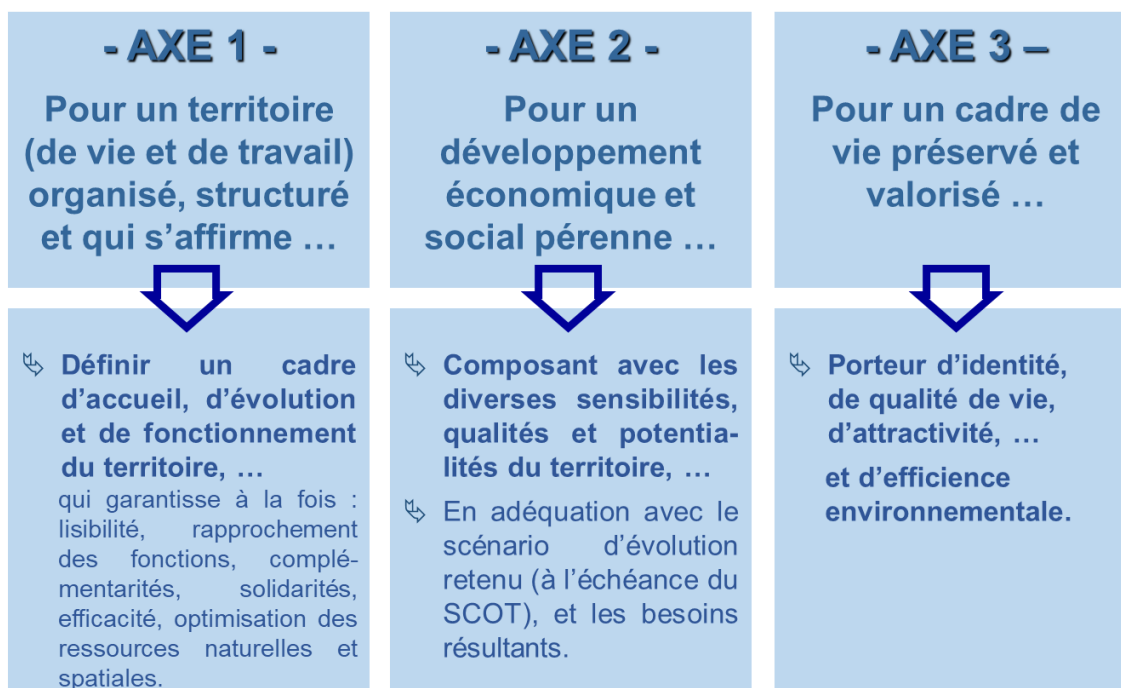 - AXE 1 -
Pour un territoire
(de vie et de travail)
organisé, structuré
et qui s’affirme …
Définir un cadre
d’accueil, d’évolution
et de fonctionnement
du territoire, …
qui garantisse à la fois :
lisibilité, rapprochement
des fonctions, complé-
mentarités, solidarités,
efficacité, optimisation des
ressources naturelles et
spatiales.
- AXE 2 -
Pour un
développement
économique et
social pérenne …
Composant avec les
diverses sensibilités,
qualités et potentia-
lités du territoire, …
En adéquation avec le
scénario d’évolution
retenu (à l’échéance du
SCOT), et les besoins
résultants.
- AXE 3 –
Pour un cadre de
vie préservé et
valorisé …
Porteur d’identité,
de qualité de vie,
d’attractivité, …
et d’efficience
environnementale.